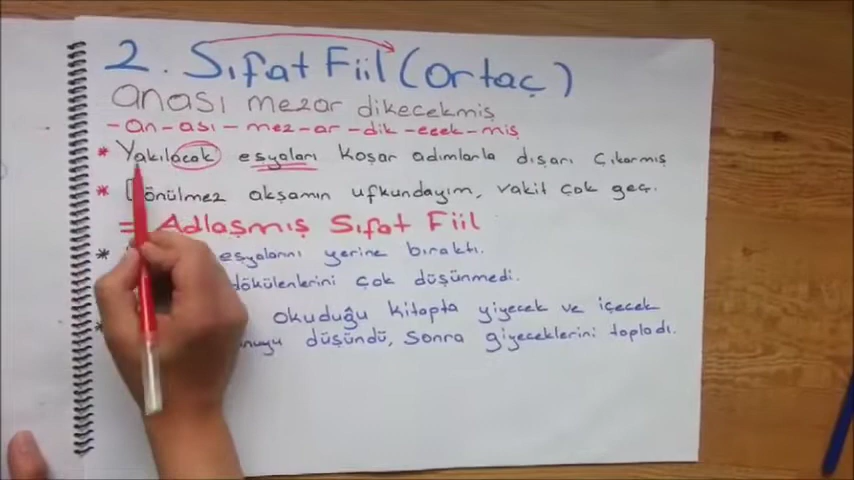 2. Sıfat Fiil (Ortaç)
anası mezar dikecekmiş
-an-ası-mez-ar-dik-ecek-miş
* Yakılacak esyaları koşar adımlarla dışarı çıkarmış
* Dönülmez akşamın ufkundayım, vakit çok geç.
= Adlaşmış Sıfat Fiil
* eşyalarını yerine bıraktı.
dökülenlerini çok düşünmedi.
* okuduğu kitapta yiyecek ve içecek
düşündü, sonra giyeceklerini topladı.